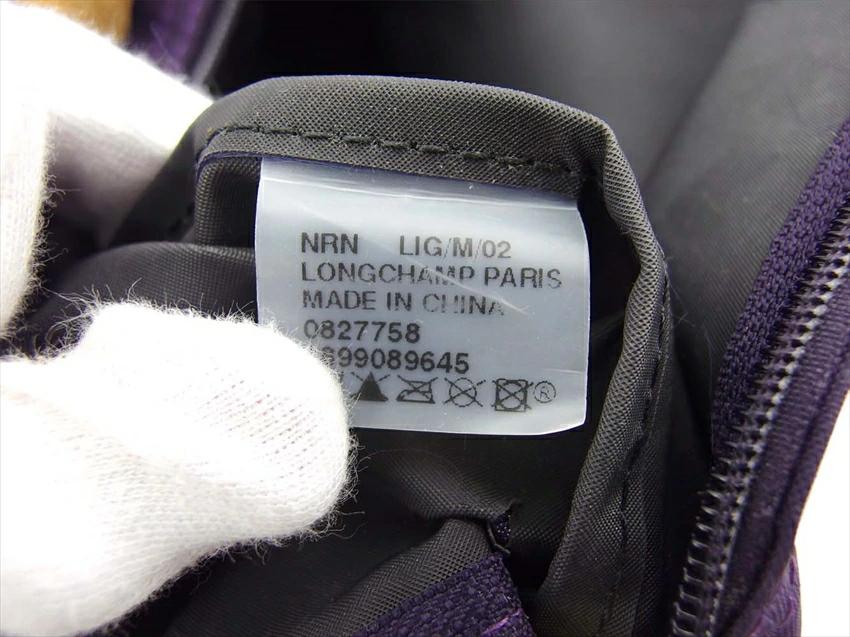 NRN LIG/M/02
LONGCHAMP PARIS
MADE IN CHINA
0827758
®